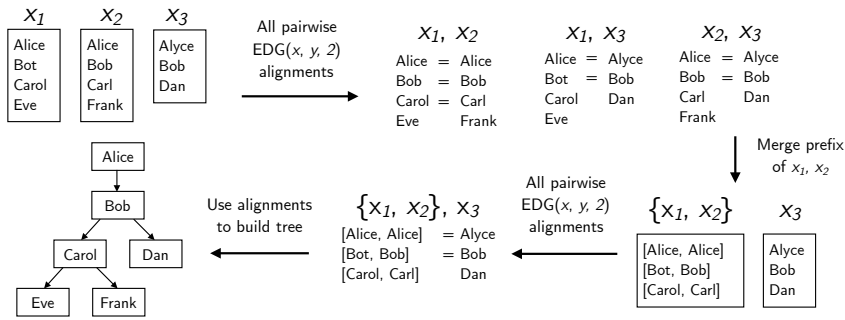 x1 x2 x3
Alice Alice Alyce
Bot Bob Bob
Carol Carl Dan
Eve Frank
All pairwise
EDG(x, y, 2)
alignments
x1, x2
Alice = Alice
Bob = Bob
Carol = Carl
Eve Frank
x1, x3
Alice = Alyce
Bot = Bob
Carol Dan
Eve
x2, x3
Alice = Alyce
Bob = Bob
Carl Dan
Frank
Merge prefix
of x1, x2
{x1, x2} x3
[Alice, Alice] Alyce
[Bot, Bob] Bob
[Carol, Carl] Dan
All pairwise
EDG(x, y, 2)
alignments
{x1, x2}, x3
[Alice, Alice] = Alyce
[Bot, Bob] = Bob
[Carol, Carl] Dan
Use alignments
to build tree
Alice
Bob
Carol Dan
Eve Frank